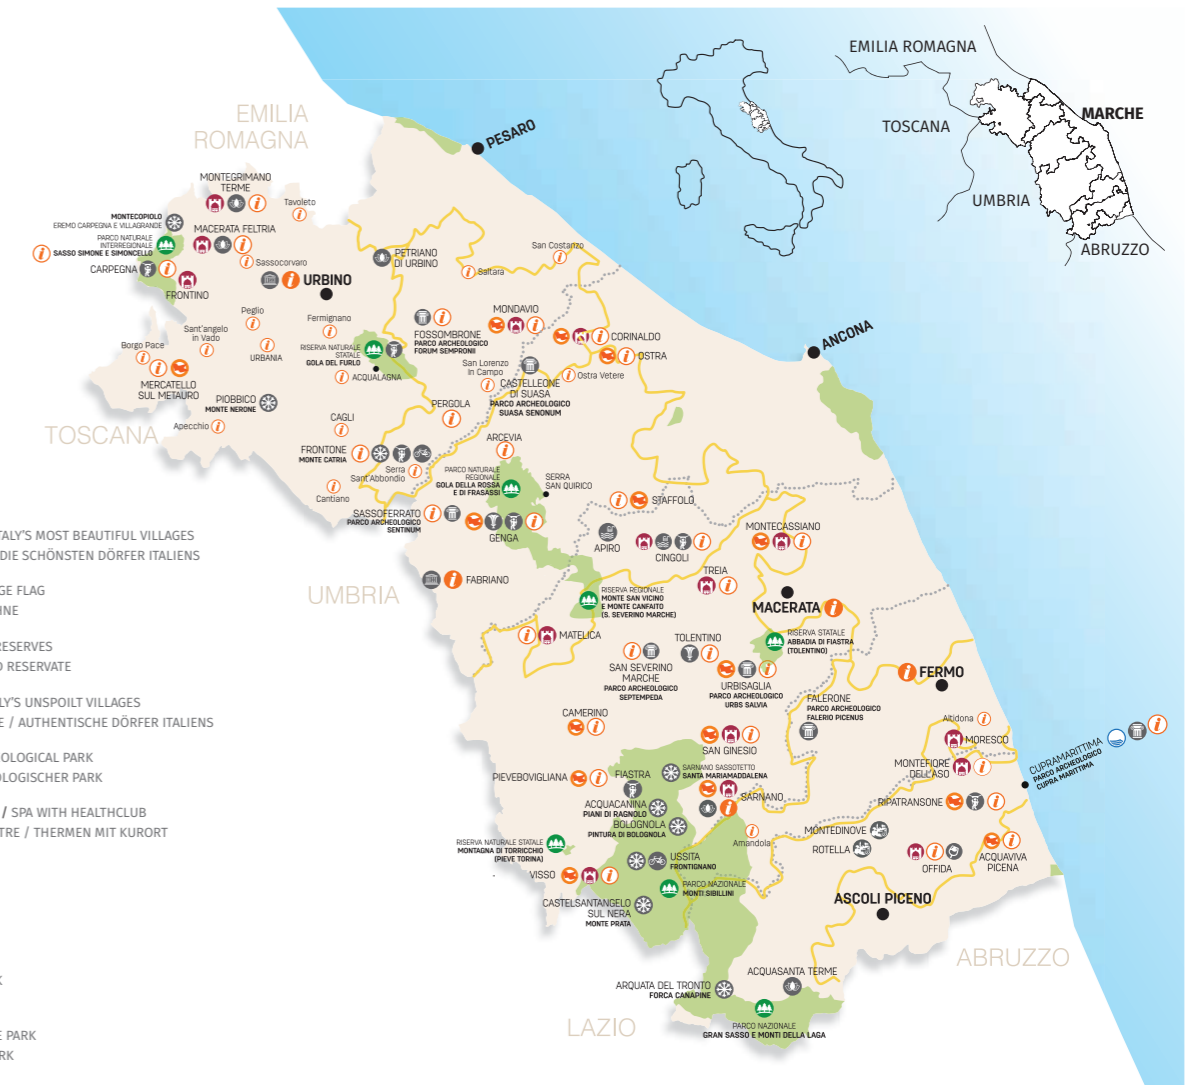 EMILIA ROMAGNA
TOSCANA
MARCHE
UMBRIA
ABRUZZO
EMILIA
ROMAGNA
PESARO
MONTEGRIMANO
TERME
Tavoleto
MONTECOPIOLO
EREMO CARPEGNA E VILLAGRANDE
MACERATA FELTRIA
PARCO NATURALE
INTERREGIONALE
SASSO SIMONE E SIMONCELLO
Sassocorvaro
CARPEGNA
FRONTINO
URBINO
PETRIANO
DI URBINO
San Costanzo
Saltara
Peglio
Fermignano
Sant'angelo
in Vado
URBANIA
Borgo Pace
MERCATELLO
SUL METAURO
FOSSOMBRONE
PARCO ARCHEOLOGICO
FORUM SEMPRONII
MONDAVIO
CORINALDO
OSTRA
Ostra Vetere
ANCONA
RISERVA NATURALE
STATALE
GOLA DEL FURLO
ACQUALAGNA
San Lorenzo
In Campo
CASTELLEONE
DI SUASA
PARCO ARCHEOLOGICO
SUASA SENONUM
PIOBBICO
MONTE NERONE
Apecchio
TOSCANA
CAGLI
PERGOLA
ARCEVIA
FRONTONE
MONTE CATRIA
Serra
Sant'Abbondio
Cantiano
PARCO NATURALE
REGIONALE
GOLA DELLA ROSSA
E DI FRASASSI
SERRA
SAN QUIRICO
SASSOFERRATO
PARCO ARCHEOLOGICO
SENTINUM
GENGA
STAFFOLO
APIRO
CINGOLI
MONTECASSIANO
TALY'S MOST BEAUTIFUL VILLAGES
DIE SCHÖNSTEN DÖRFER ITALIENS
GE FLAG
HNE
RESERVES
D RESERVATE
LY'S UNSPOILT VILLAGES
E / AUTHENTISCHE DÖRFER ITALIENS
OLOGICAL PARK
OLOGISCHER PARK
/ SPA WITH HEALTHCLUB
TRE / THERMEN MIT KURORT
K
E PARK
RK
UMBRIA
FABRIANO
TREIA
RISERVA REGIONALE
MONTE SAN VICINO
E MONTE CANFAITO
(S. SEVERINO MARCHE)
MACERATA
MATELICA
RISERVA STATALE
ABBADIA DI FIASTRA
(TOLENTINO)
TOLENTINO
SAN SEVERINO
MARCHE
PARCO ARCHEOLOGICO
SEPTEMPEDA
URBISAGLIA
PARCO ARCHEOLOGICO
URBS SALVIA
FALERONE
PARCO ARCHEOLOGICO
FALERIO PICENUS
FERMO
CAMERINO
SAN GINESIO
Altidona
MORESCO
CUPRAMARITTIMA
PARCO ARCHEOLOGICO
CUPRA MARITTIMA
MONTEFIORE
DELL'ASO
PIEVEBOVIGLIANA
FIASTRA
SARNANO SASSOTETTO
SANTA MARIAMADDALENA
SARNANO
ACQUACANINA
PIANI DI RAGNOLO
BOLOGNOLA
PINTURA DI BOLOGNOLA
Amandola
RIPATRANSONE
MONTEDINOVE
ROTELLA
OFFIDA
ACQUAVIVA
PICENA
RISERVA NATURALE STATALE
MONTAGNA DI TORRICCHIO
(PIEVE TORINA)
USSITA
FRONTIGNANO
VISSO
PARCO NAZIONALE
MONTI SIBILLINI
CASTELSANTANGELO
SUL NERA
MONTE PRATA
ASCOLI PICENO
ABRUZZO
ACQUASANTA TERME
ARQUATA DEL TRONTO
FORCA CANAPINE
LAZIO
PARCO NAZIONALE
GRAN SASSO E MONTI DELLA LAGA